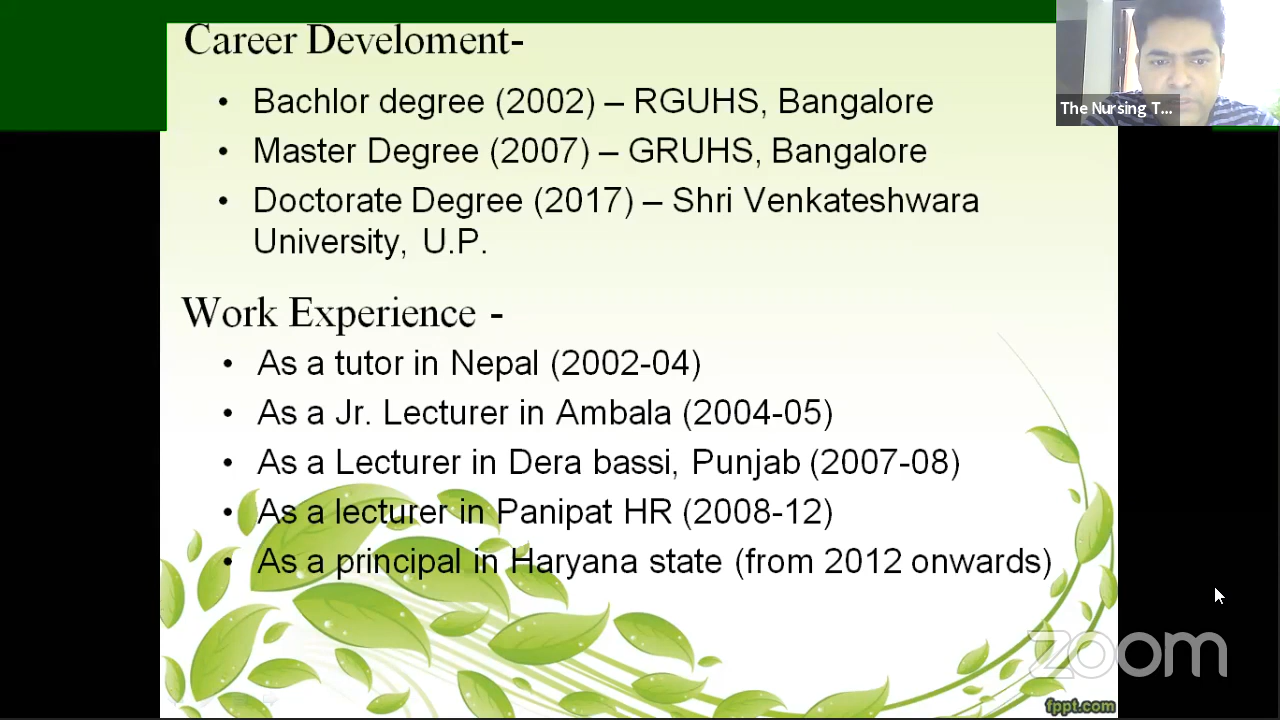 Career Develoment-
The Nursing T...
• Bachlor degree (2002) – RGUHS, Bangalore
• Master Degree (2007) – GRUHS, Bangalore
• Doctorate Degree (2017) – Shri Venkateshwara
University, U.P.
Work Experience -
• As a tutor in Nepal (2002-04)
• As a Jr. Lecturer in Ambala (2004-05)
• As a Lecturer in Dera bassi, Punjab (2007-08)
• As a lecturer in Panipat HR (2008-12)
• As a principal in Haryana state (from 2012 onwards)
zoom
fppt.com